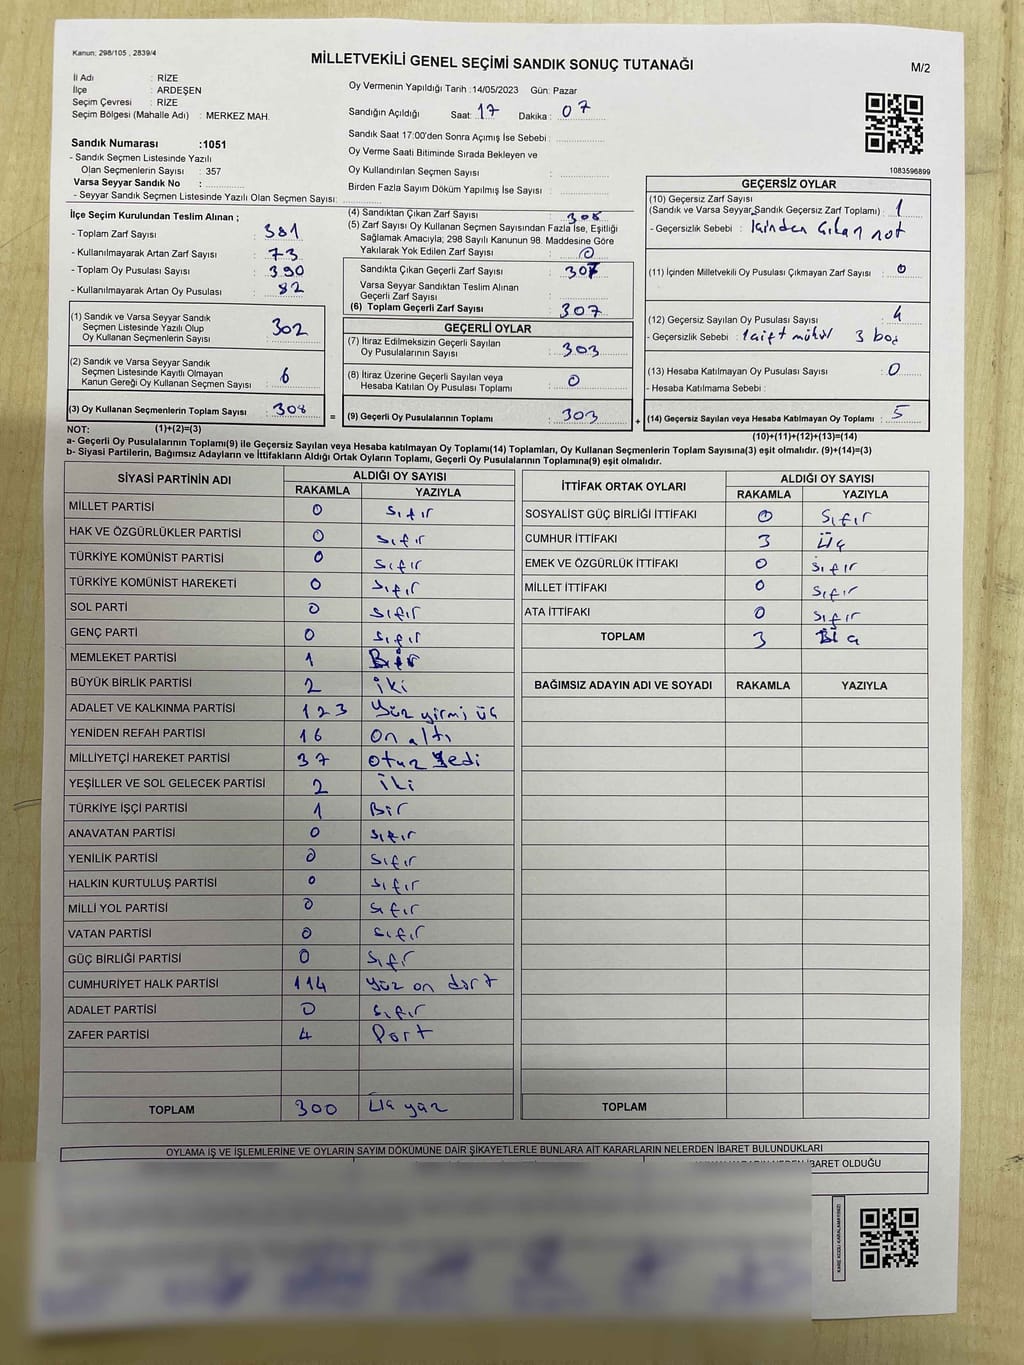 Kanun; 298/105 , 2839/4
MİLLETVEKİLİ GENEL SEÇİMİ SANDIK SONUÇ TUTANAĞI
M/2
İl Adı : RİZE
İlçe : ARDEŞEN
Seçim Çevresi : RİZE
Seçim Bölgesi (Mahalle Adı) : MERKEZ MAH.
Sandık Numarası :1051
- Sandık Seçmen Listesinde Yazılı
Olan Seçmenlerin Sayısı : 357
Varsa Seyyar Sandık No :
- Seyyar Sandık Seçmen Listesinde Yazılı Olan Seçmen Sayısı:
Oy Vermenin Yapıldığı Tarih :14/05/2023 Gün: Pazar
Sandığın Açıldığı Saat: 17 Dakika : 07
Sandık Saat 17:00'den Sonra Açımış İse Sebebi :
Oy Verme Saati Bitiminde Sırada Bekleyen ve
Oy Kullandırılan Seçmen Sayısı :
Birden Fazla Sayım Döküm Yapılmış İse Sayısı :
1083596899
İlçe Seçim Kurulundan Teslim Alınan ;
- Toplam Zarf Sayısı : 381
- Kullanılmayarak Artan Zarf Sayısı : 73
- Toplam Oy Pusulası Sayısı : 390
- Kullanılmayarak Artan Oy Pusulası : 82
(1) Sandık ve Varsa Seyyar Sandık
Seçmen Listesinde Yazılı Olup
Oy Kullanan Seçmenlerin Sayısı : 302
(2) Sandık ve Varsa Seyyar Sandık
Seçmen Listesinde Kayıtlı Olmayan
Kanun Gereği Oy Kullanan Seçmen Sayısı : 6
(3) Oy Kullanan Seçmenlerin Toplam Sayısı : 308
(4) Sandıktan Çıkan Zarf Sayısı : 308
(5) Zarf Sayısı Oy Kullanan Seçmen Sayısından Fazla İse, Eşitliği
Sağlamak Amacıyla; 298 Sayılı Kanunun 98. Maddesine Göre
Yakılarak Yok Edilen Zarf Sayısı : 0
Sandıkta Çıkan Geçerli Zarf Sayısı : 307
Varsa Seyyar Sandıktan Teslim Alınan
Geçerli Zarf Sayısı :
(6) Toplam Geçerli Zarf Sayısı : 307
GEÇERLİ OYLAR
(7) İtiraz Edilmeksizin Geçerli Sayılan
Oy Pusulalarının Sayısı : 303
(8) İtiraz Üzerine Geçerli Sayılan veya
Hesaba Katılan Oy Pusulası Toplamı : 0
= (9) Geçerli Oy Pusulalarının Toplamı : 303
GEÇERSİZ OYLAR
(10) Geçersiz Zarf Sayısı
(Sandık ve Varsa Seyyar Sandık Geçersiz Zarf Toplamı) : 1
- Geçersizlik Sebebi : İçinden Çıkan not
(11) İçinden Milletvekili Oy Pusulası Çıkmayan Zarf Sayısı : 0
(12) Geçersiz Sayılan Oy Pusulası Sayısı : 4
- Geçersizlik Sebebi : 1 çift mühür 3 boş
(13) Hesaba Katılmayan Oy Pusulası Sayısı : 0
- Hesaba Katılmama Sebebi :
+ (14) Geçersiz Sayılan veya Hesaba Katılmayan Oy Toplamı : 5
NOT: (1)+(2)=(3)
(10)+(11)+(12)+(13)=(14)
a- Geçerli Oy Pusulalarının Toplamı(9) ile Geçersiz Sayılan veya Hesaba katılmayan Oy Toplamı(14) Toplamları, Oy Kullanan Seçmenlerin Toplam Sayısına(3) eşit olmalıdır. (9)+(14)=(3)
b- Siyasi Partilerin, Bağımsız Adayların ve İttifakların Aldığı Ortak Oyların Toplamı, Geçerli Oy Pusulalarının Toplamına(9) eşit olmalıdır.
SİYASİ PARTİNİN ADI ALDIĞI OY SAYISI
RAKAMLA YAZIYLA
MİLLET PARTİSİ 0 Sıfır
HAK VE ÖZGÜRLÜKLER PARTİSİ 0 sıfır
TÜRKİYE KOMÜNİST PARTİSİ 0 sıfır
TÜRKİYE KOMÜNİST HAREKETİ 0 sıfır
SOL PARTİ 0 sıfır
GENÇ PARTİ 0 sıfır
MEMLEKET PARTİSİ 1 Bir
BÜYÜK BİRLİK PARTİSİ 2 iki
ADALET VE KALKINMA PARTİSİ 123 Yüz yirmi üç
YENİDEN REFAH PARTİSİ 16 On altı
MİLLİYETÇİ HAREKET PARTİSİ 37 otuz yedi
YEŞİLLER VE SOL GELECEK PARTİSİ 2 iki
TÜRKİYE İŞÇİ PARTİSİ 1 Bir
ANAVATAN PARTİSİ 0 sıfır
YENİLİK PARTİSİ 0 sıfır
HALKIN KURTULUŞ PARTİSİ 0 sıfır
MİLLİ YOL PARTİSİ 0 sıfır
VATAN PARTİSİ 0 sıfır
GÜÇ BİRLİĞİ PARTİSİ 0 sıfr
CUMHURİYET HALK PARTİSİ 114 Yüz on dört
ADALET PARTİSİ 0 sıfır
ZAFER PARTİSİ 4 Dört
TOPLAM 300 Üç yüz
İTTİFAK ORTAK OYLARI ALDIĞI OY SAYISI
RAKAMLA YAZIYLA
SOSYALİST GÜÇ BİRLİĞİ İTTİFAKI 0 Sıfır
CUMHUR İTTİFAKI 3 Üç
EMEK VE ÖZGÜRLÜK İTTİFAKI 0 sıfır
MİLLET İTTİFAKI 0 sıfır
ATA İTTİFAKI 0 sıfır
TOPLAM 3
BAĞIMSIZ ADAYIN ADI VE SOYADI RAKAMLA YAZIYLA
TOPLAM
OYLAMA İŞ VE İŞLEMLERİNE VE OYLARIN SAYIM DÖKÜMÜNE DAİR ŞİKAYETLERLE BUNLARA AİT KARARLARIN NELERDEN İBARET BULUNDUKLARI
İBARET OLDUĞU
KARE KODU KARALAMAYINIZ!